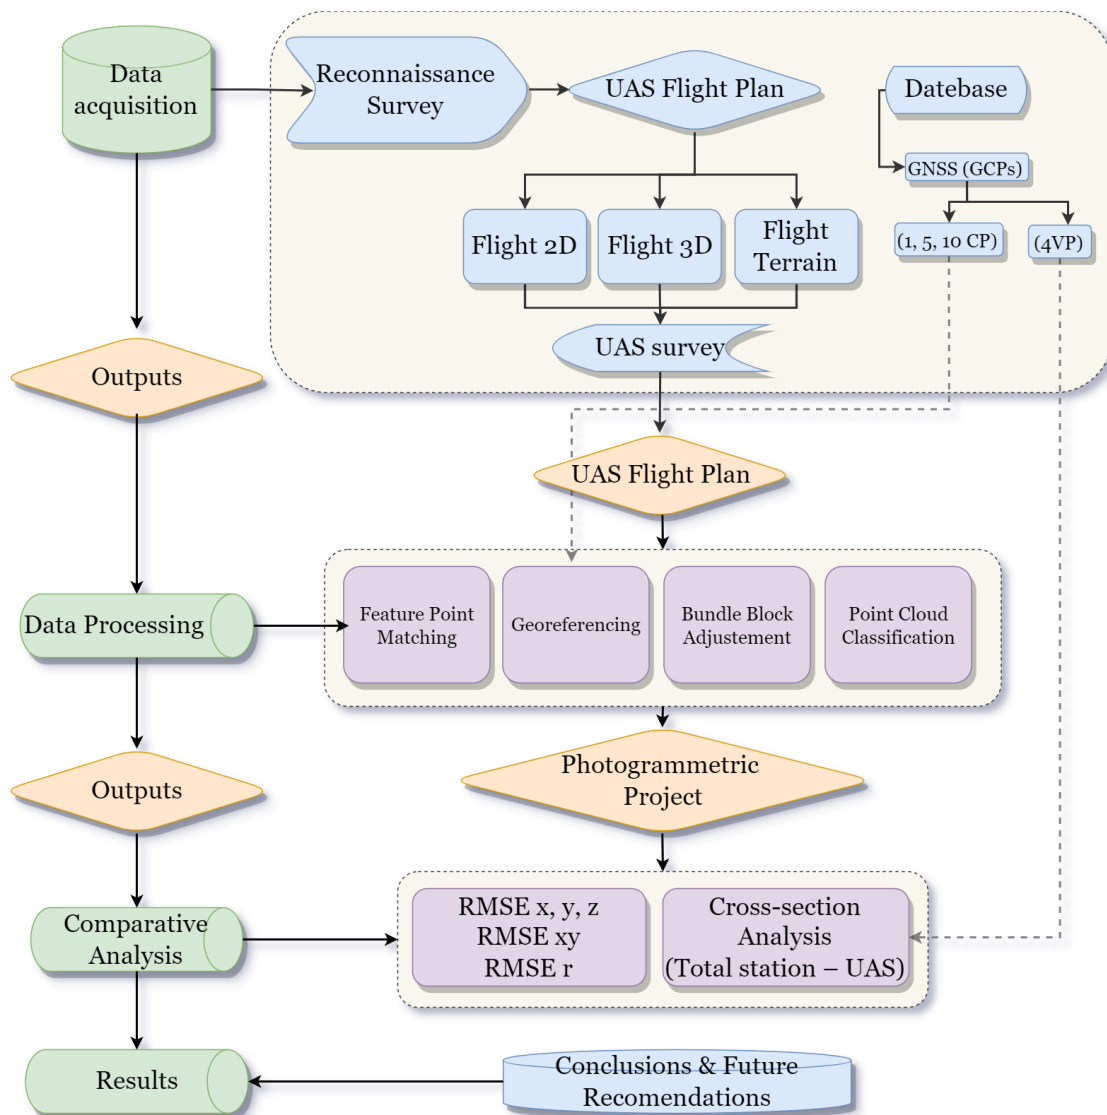 Data
acquisition
Reconnaissance
Survey
UAS Flight Plan
Datebase
GNSS (GCPs)
Flight 2D
Flight 3D
Flight
Terrain
(1, 5, 10 CP)
(4VP)
UAS survey
Outputs
UAS Flight Plan
Data Processing
Feature Point
Matching
Georeferencing
Bundle Block
Adjustement
Point Cloud
Classification
Outputs
Photogrammetric
Project
Comparative
Analysis
RMSE x, y, z
RMSE xy
RMSE r
Cross-section
Analysis
(Total station – UAS)
Results
Conclusions & Future
Recomendations